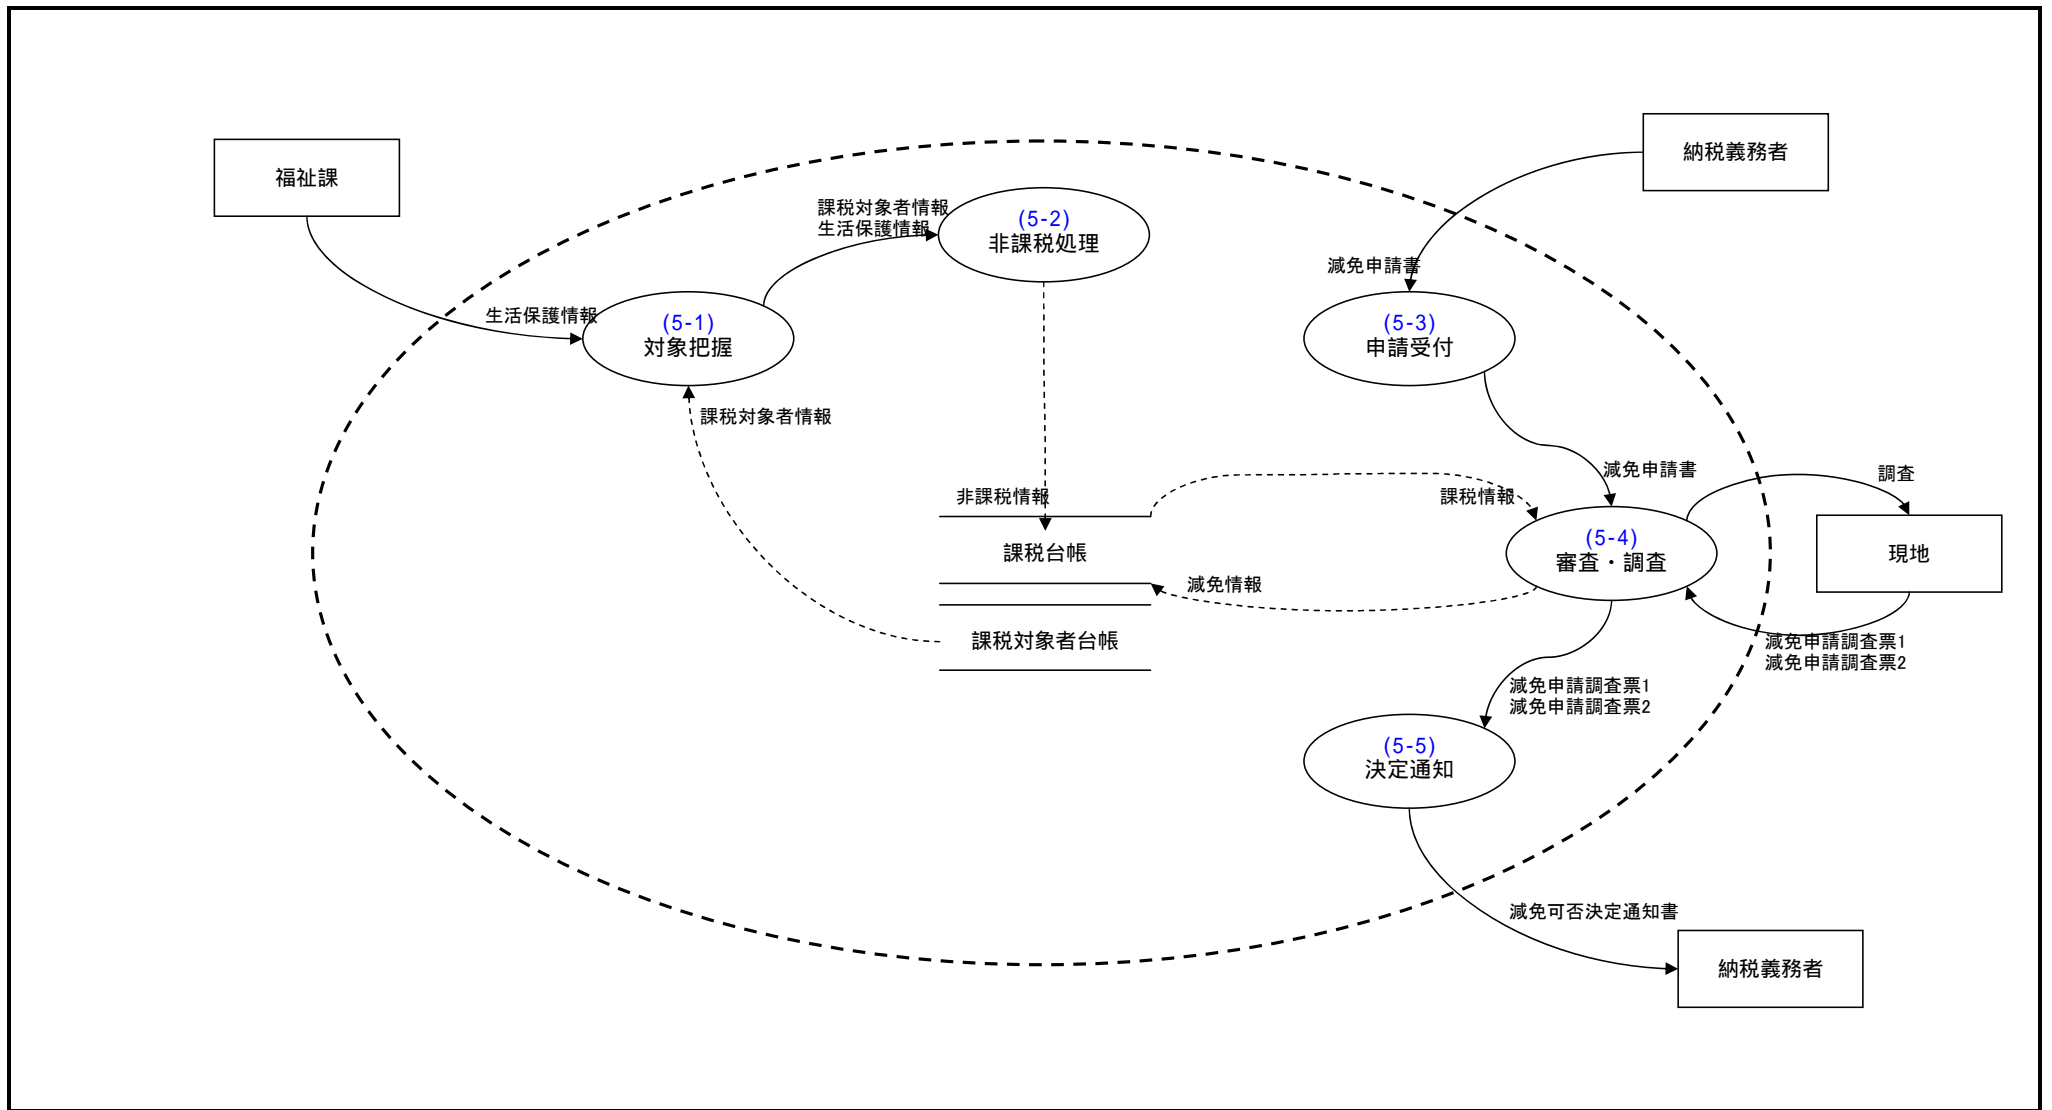 納税義務者
福祉課
課税対象者情報
生活保護情報
(5-2)
非課税処理
減免申請書
生活保護情報
(5-1)
対象把握
(5-3)
申請受付
課税対象者情報
減免申請書
調査
非課税情報
課税情報
(5-4)
審査・調査
課税台帳
現地
減免情報
課税対象者台帳
減免申請調査票1
減免申請調査票2
減免申請調査票1
減免申請調査票2
(5-5)
決定通知
減免可否決定通知書
納税義務者